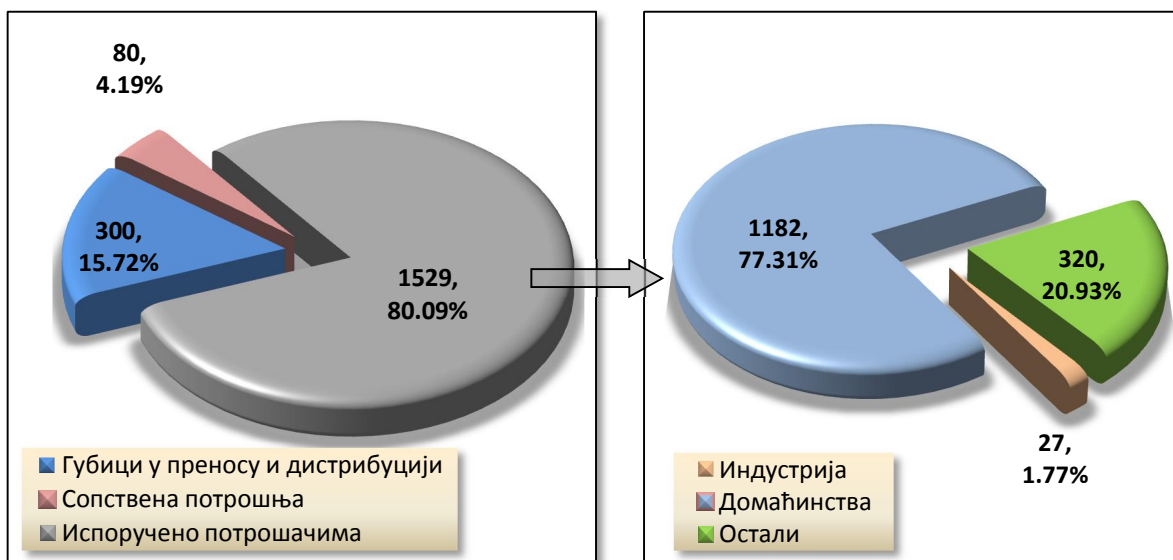 80,
4.19%
300,
15.72%
1529,
80.09%
Губици у преносу и дистрибуцији
Сопствена потрошња
Испоручено потрошачима
1182,
77.31%
320,
20.93%
27,
1.77%
Индустрија
Домаћинства
Остали